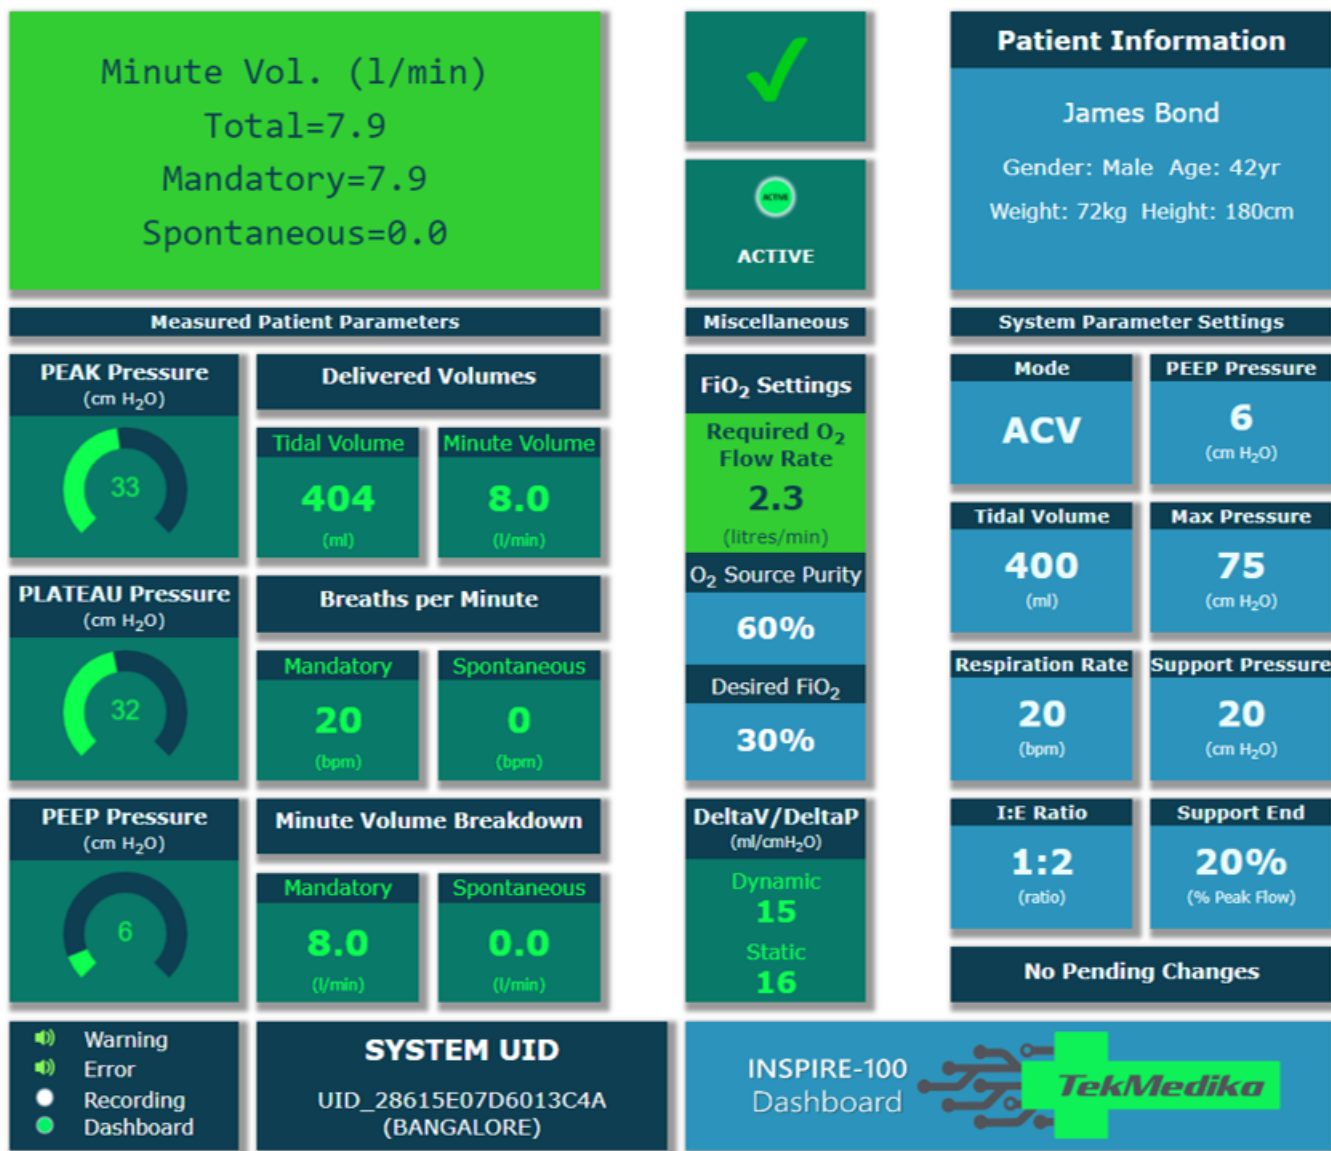 Minute Vol. (l/min)
Total=7.9
Mandatory=7.9
Spontaneous=0.0
✓
ACTIVE
ACTIVE
Patient Information
James Bond
Gender: Male Age: 42yr
Weight: 72kg Height: 180cm
Measured Patient Parameters
PEAK Pressure
(cm H₂O)
33
Delivered Volumes
Tidal Volume
404
(ml)
Minute Volume
8.0
(l/min)
PLATEAU Pressure
(cm H₂O)
32
Breaths per Minute
Mandatory
20
(bpm)
Spontaneous
0
(bpm)
PEEP Pressure
(cm H₂O)
6
Minute Volume Breakdown
Mandatory
8.0
(l/min)
Spontaneous
0.0
(l/min)
Miscellaneous
FiO₂ Settings
Required O₂
Flow Rate
2.3
(litres/min)
O₂ Source Purity
60%
Desired FiO₂
30%
DeltaV/DeltaP
(ml/cmH₂O)
Dynamic
15
Static
16
System Parameter Settings
Mode
ACV
PEEP Pressure
6
(cm H₂O)
Tidal Volume
400
(ml)
Max Pressure
75
(cm H₂O)
Respiration Rate
20
(bpm)
Support Pressure
20
(cm H₂O)
I:E Ratio
1:2
(ratio)
Support End
20%
(% Peak Flow)
No Pending Changes
Warning
Error
Recording
Dashboard
SYSTEM UID
UID_28615E07D6013C4A
(BANGALORE)
INSPIRE-100
Dashboard
TekMedika